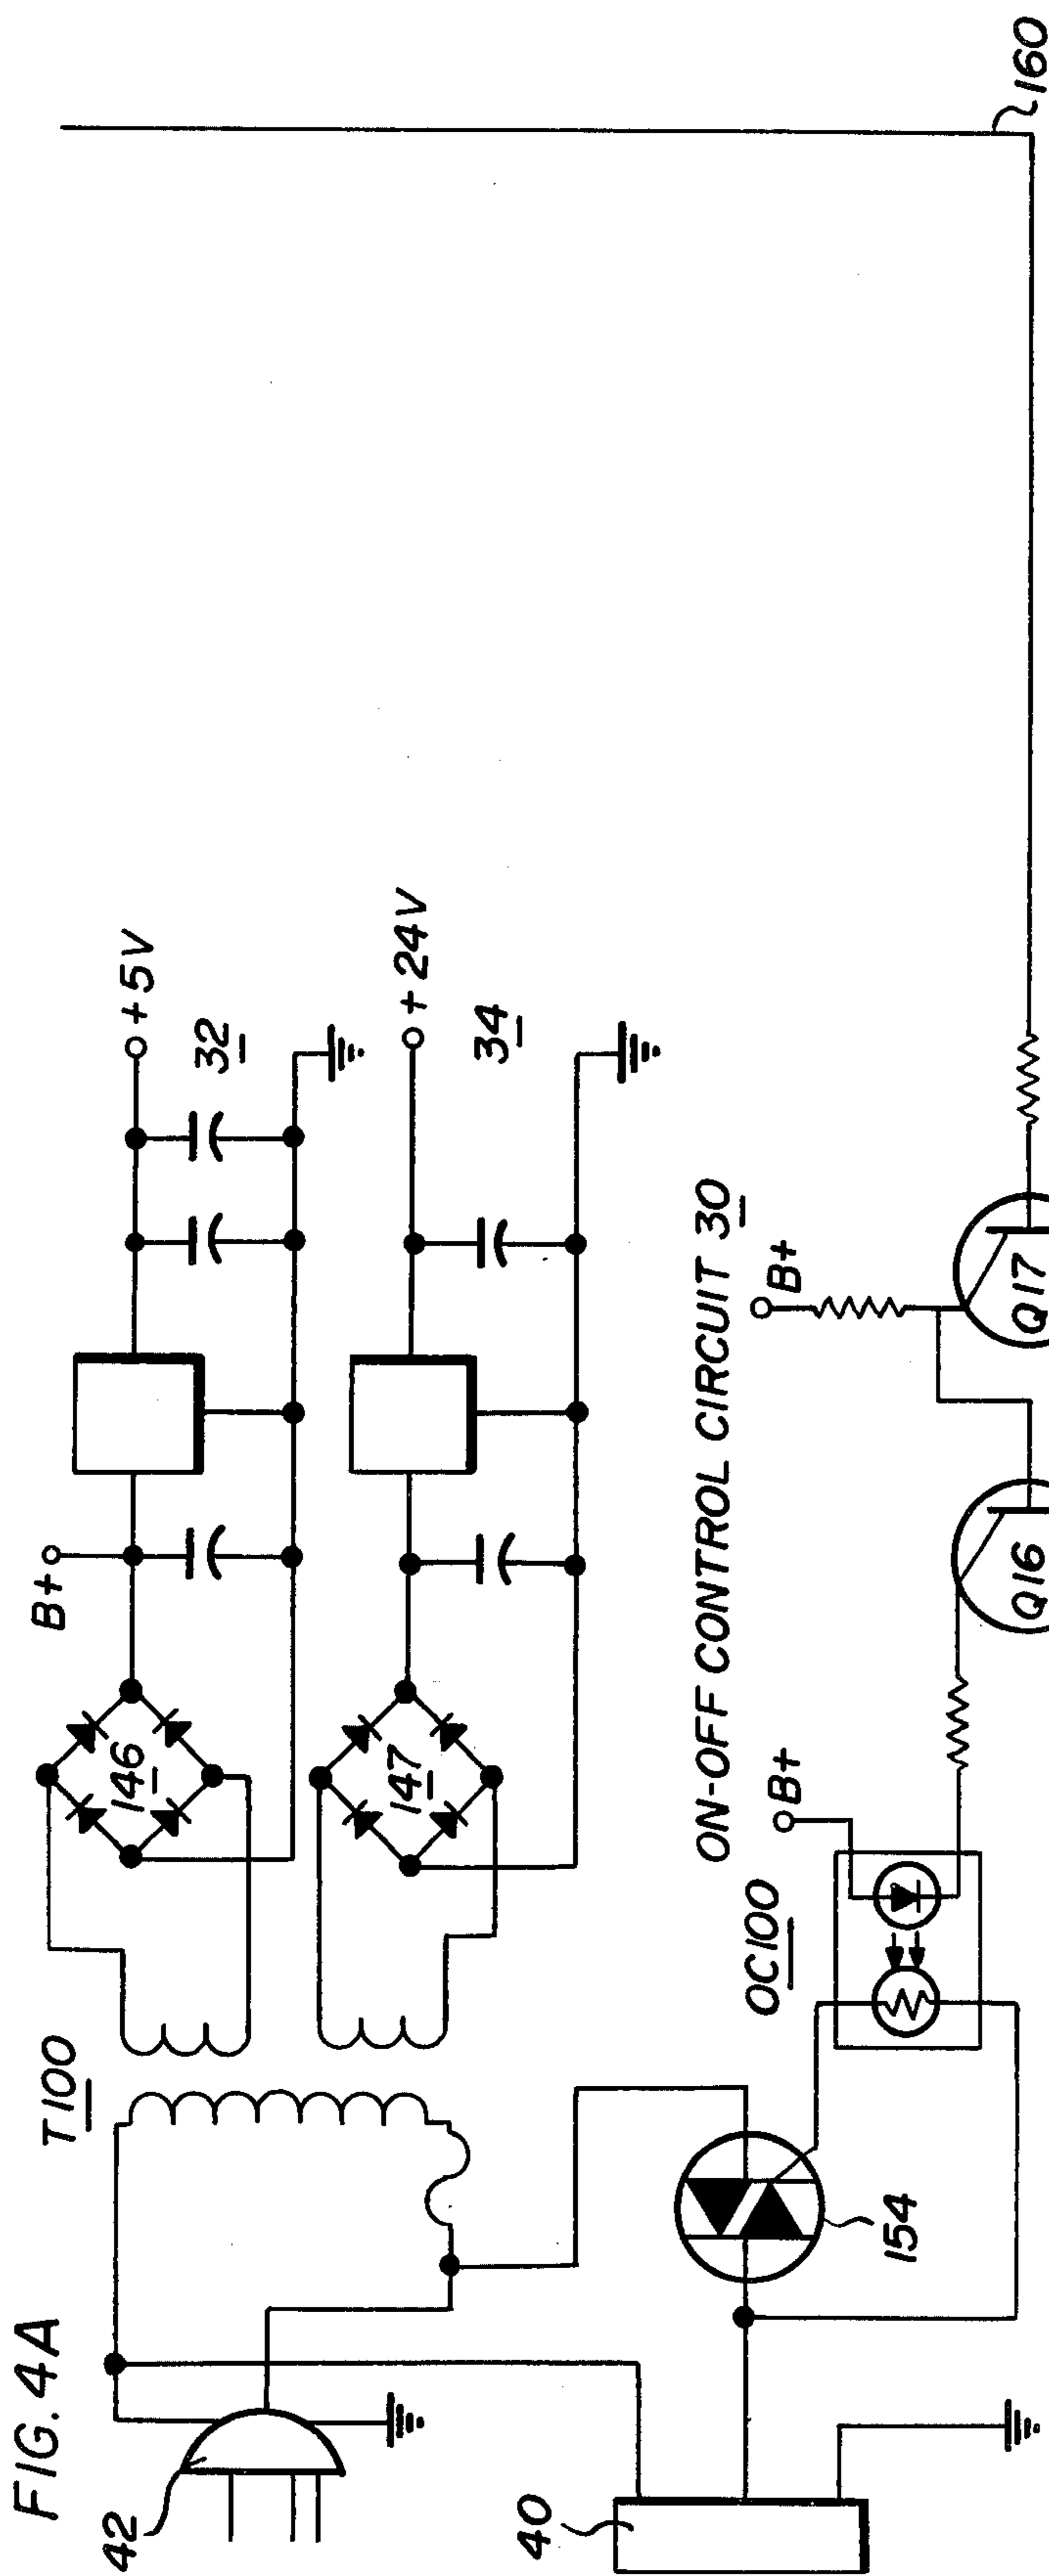 FIG. 4A
42
T100
146
B+
+5V
32
147
+24V
34
40
154
OC100
B+
ON-OFF CONTROL CIRCUIT 30
B+
Q16
Q17
160